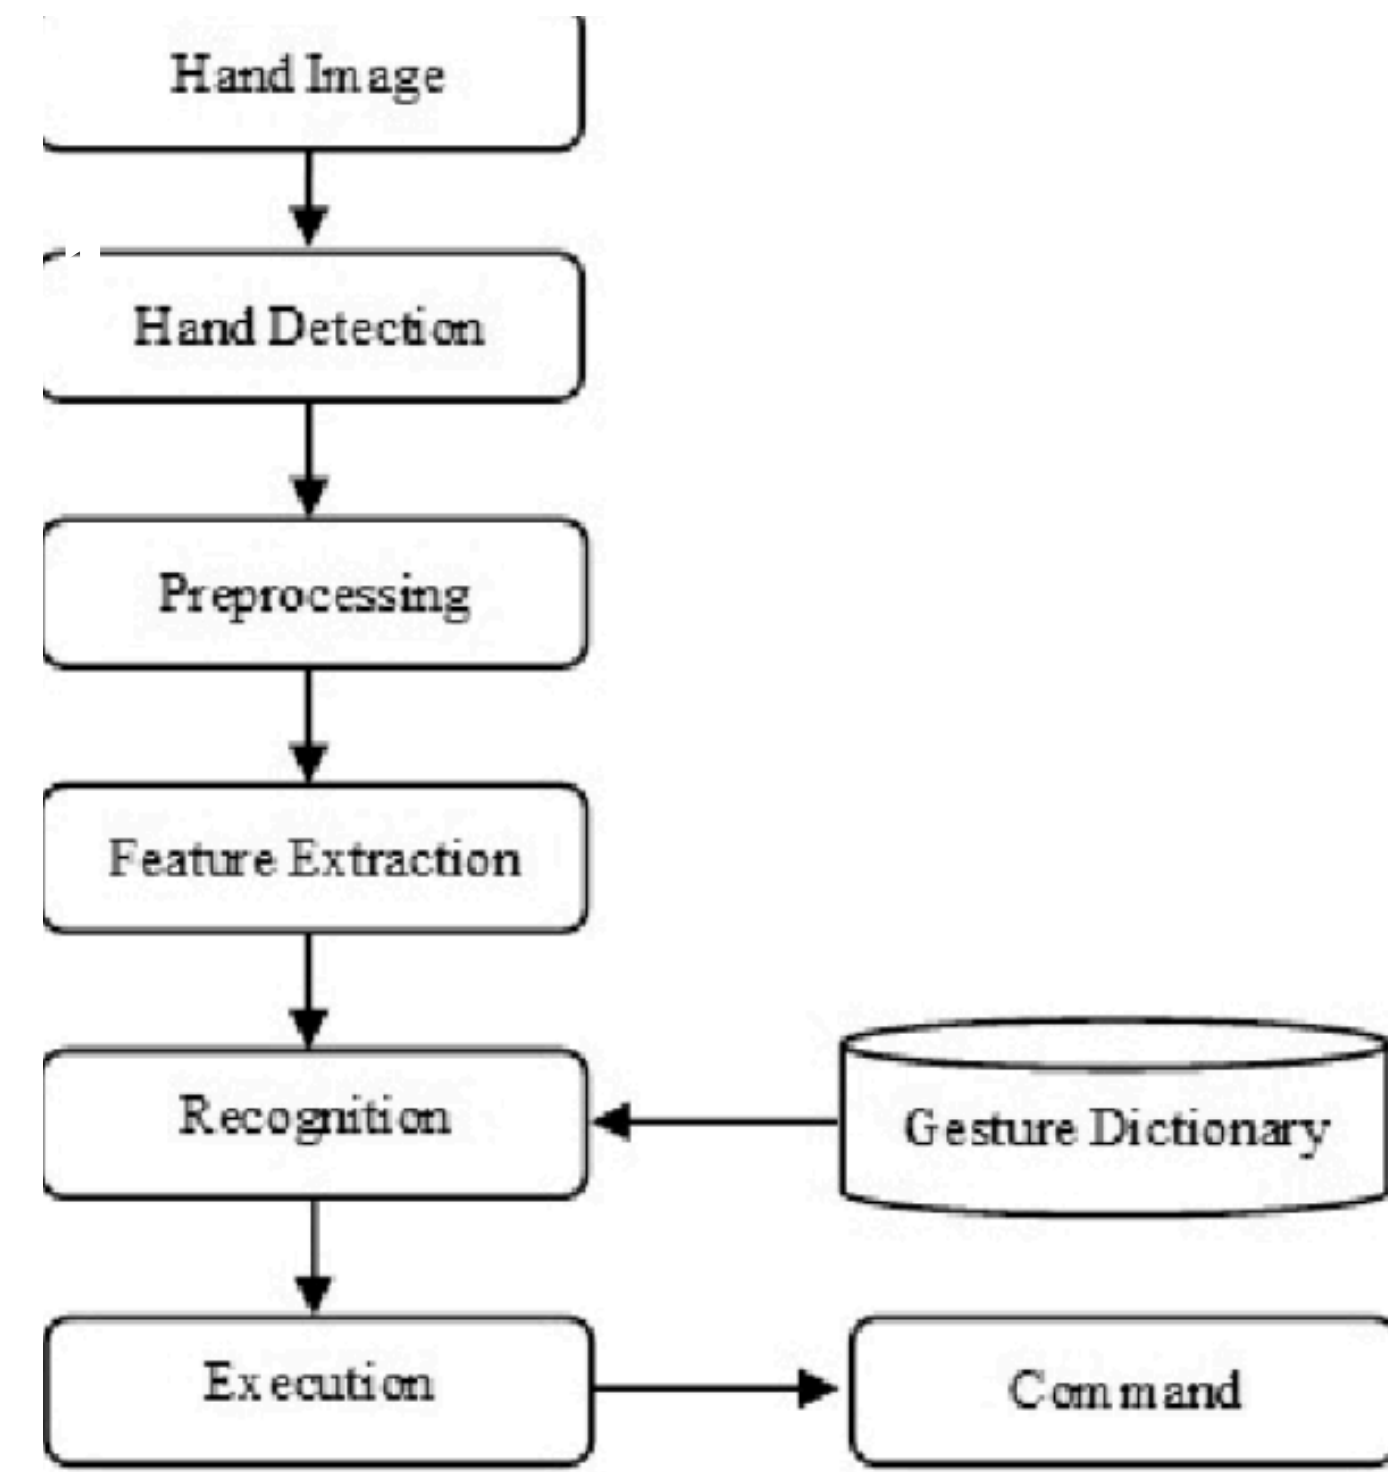 Hand Image
Hand Detection
Preprocessing
Feature Extraction
Recognition
Gesture Dictionary
Execution
Command